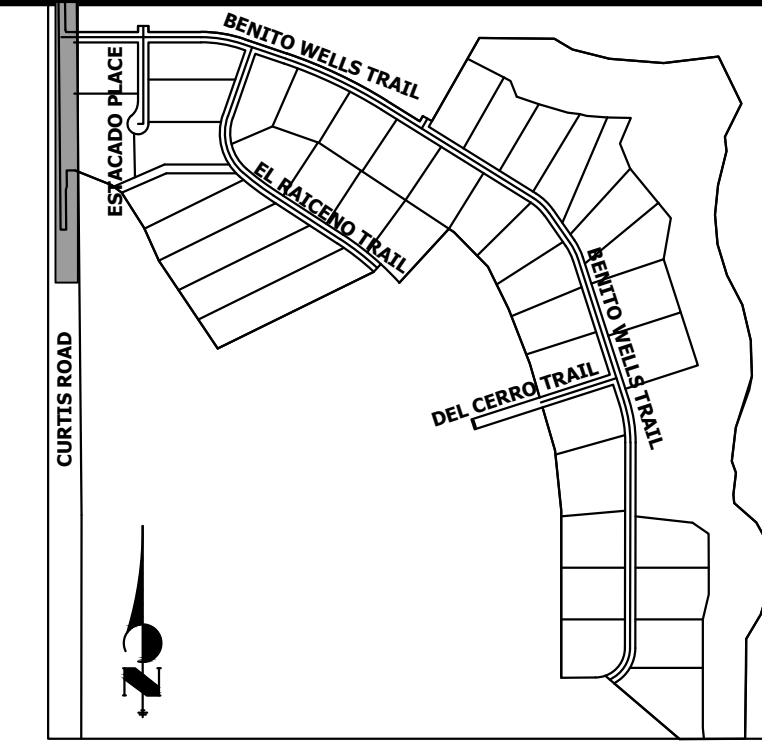 BENITO WELLS TRAIL
ESTACADO PLACE
EL RAICENO TRAIL
BENITO WELLS TRAIL
DEL CERRO TRAIL
CURTIS ROAD
N